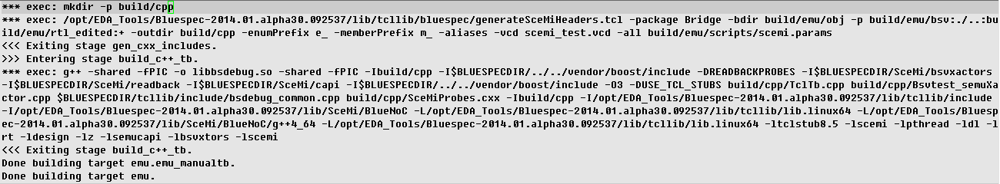 *** exec: mkdir -p build/cpp
*** exec: /opt/EDA_Tools/Bluespec-2014.01.alpha30.092537/lib/tcllib/bluespec/generateSceMiHeaders.tcl -package Bridge -bdir build/emu/obj -p build/emu/bsv:./..:bu
ild/emu/rtl_edited:+ -outdir build/cpp -enumPrefix e_ -memberPrefix m_ -aliases -vcd scemi_test.vcd -all build/emu/scripts/scemi.params
<<< Exiting stage gen_cxx_includes.
>>> Entering stage build_c++_tb.
*** exec: g++ -shared -fPIC -o libbsdebug.so -shared -fPIC -Ibuild/cpp -I$BLUESPECDIR/../../vendor/boost/include -DREADBACKPROBES -I$BLUESPECDIR/SceMi/bsvxactors
-I$BLUESPECDIR/SceMi/readback -I$BLUESPECDIR/SceMi/capi -I$BLUESPECDIR/../../vendor/boost/include -O3 -DUSE_TCL_STUBS build/cpp/TclTb.cpp build/cpp/Bsvtest_semuXa
ctor.cpp $BLUESPECDIR/tcllib/include/bsdebug_common.cpp build/cpp/SceMiProbes.cxx -Ibuild/cpp -I/opt/EDA_Tools/Bluespec-2014.01.alpha30.092537/lib/tcllib/include
-I/opt/EDA_Tools/Bluespec-2014.01.alpha30.092537/lib/SceMi/BlueNoC -L/opt/EDA_Tools/Bluespec-2014.01.alpha30.092537/lib/tcllib/lib.linux64 -L/opt/EDA_Tools/Bluesp
ec-2014.01.alpha30.092537/lib/SceMi/BlueNoC/g++4_64 -L/opt/EDA_Tools/Bluespec-2014.01.alpha30.092537/lib/tcllib/lib.linux64 -ltclstub8.5 -lscemi -lpthread -ldl -l
rt -ldesign -lz -lsemucapi -lbsvxtors -lscemi
<<< Exiting stage build_c++_tb.
Done building target emu.emu_manualtb.
Done building target emu.